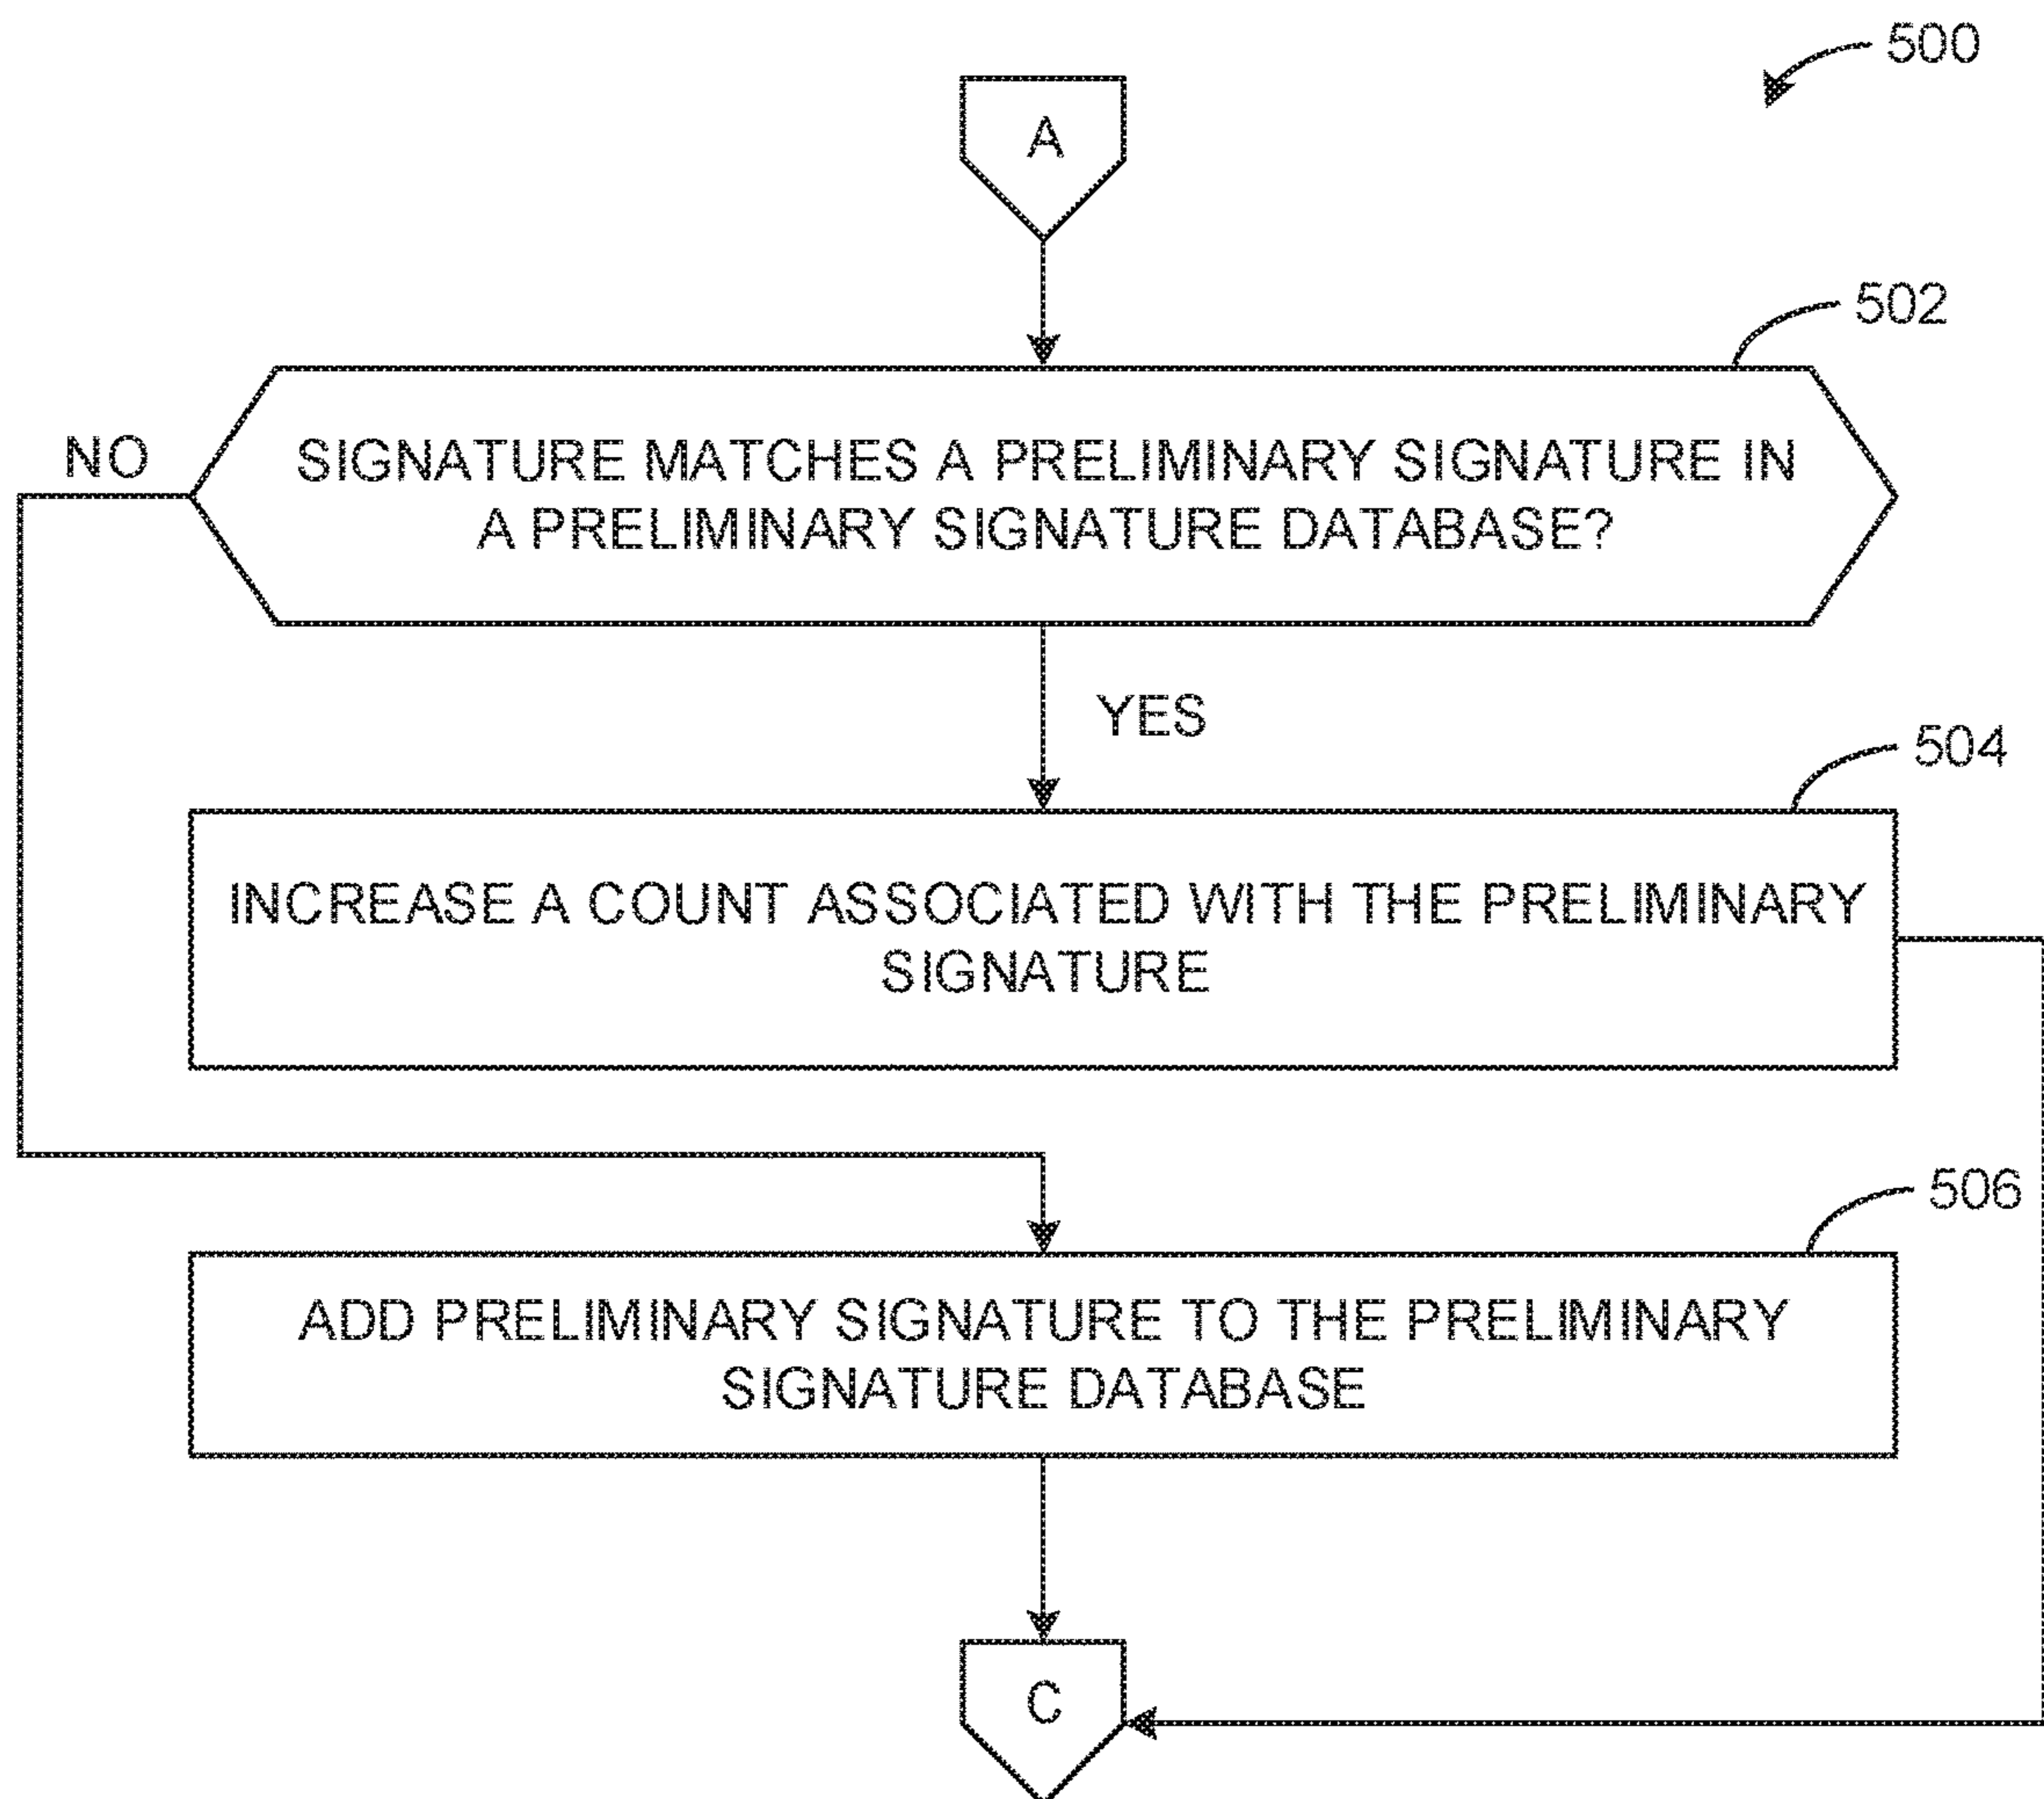 500
A
502
NO
SIGNATURE MATCHES A PRELIMINARY SIGNATURE IN
A PRELIMINARY SIGNATURE DATABASE?
YES
504
INCREASE A COUNT ASSOCIATED WITH THE PRELIMINARY
SIGNATURE
506
ADD PRELIMINARY SIGNATURE TO THE PRELIMINARY
SIGNATURE DATABASE
C